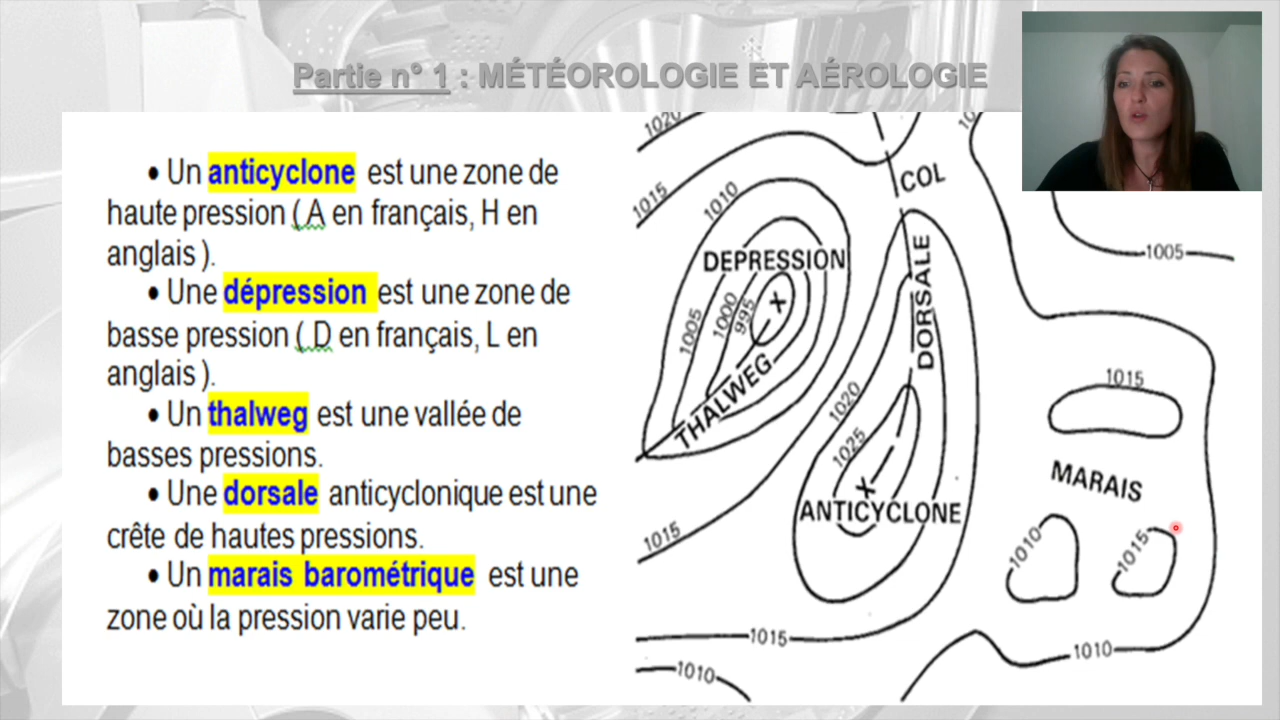 Partie n° 1 : MÉTÉOROLOGIE ET AÉROLOGIE
• Un anticyclone est une zone de
haute pression ( A en français, H en
anglais ).
• Une dépression est une zone de
basse pression ( D en français, L en
anglais ).
• Un thalweg est une vallée de
basses pressions.
• Une dorsale anticyclonique est une
crête de hautes pressions.
• Un marais barométrique est une
zone où la pression varie peu.
1020
1015
1010
COL
1005
DEPRESSION
DORSALE
1005
1000
995
X
THALWEG
1020
1025
X
ANTICYCLONE
1015
MARAIS
1010
1015
1015
1015
1010
1010